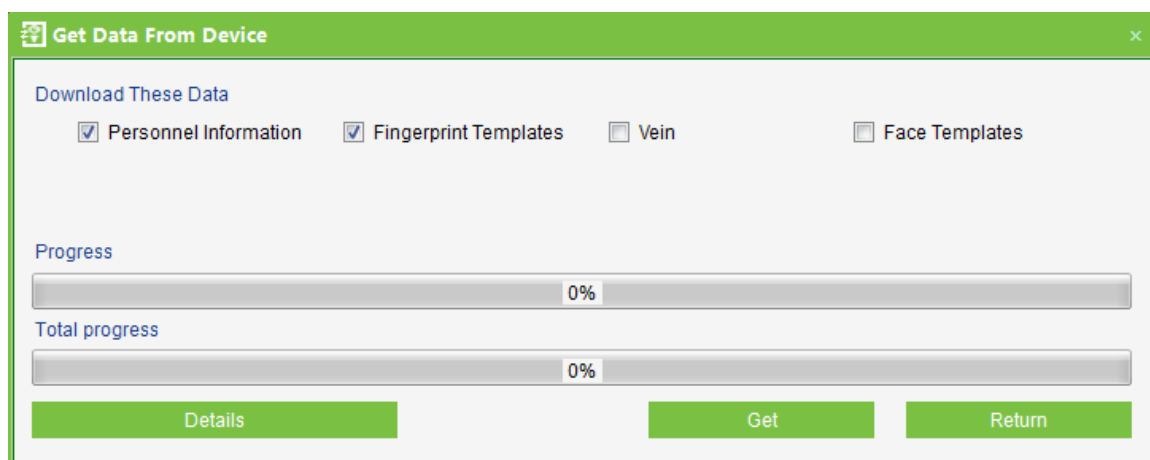 Get Data From Device
Download These Data
Personnel Information Fingerprint Templates Vein Face Templates
Progress
0%
Total progress
0%
Details Get Return